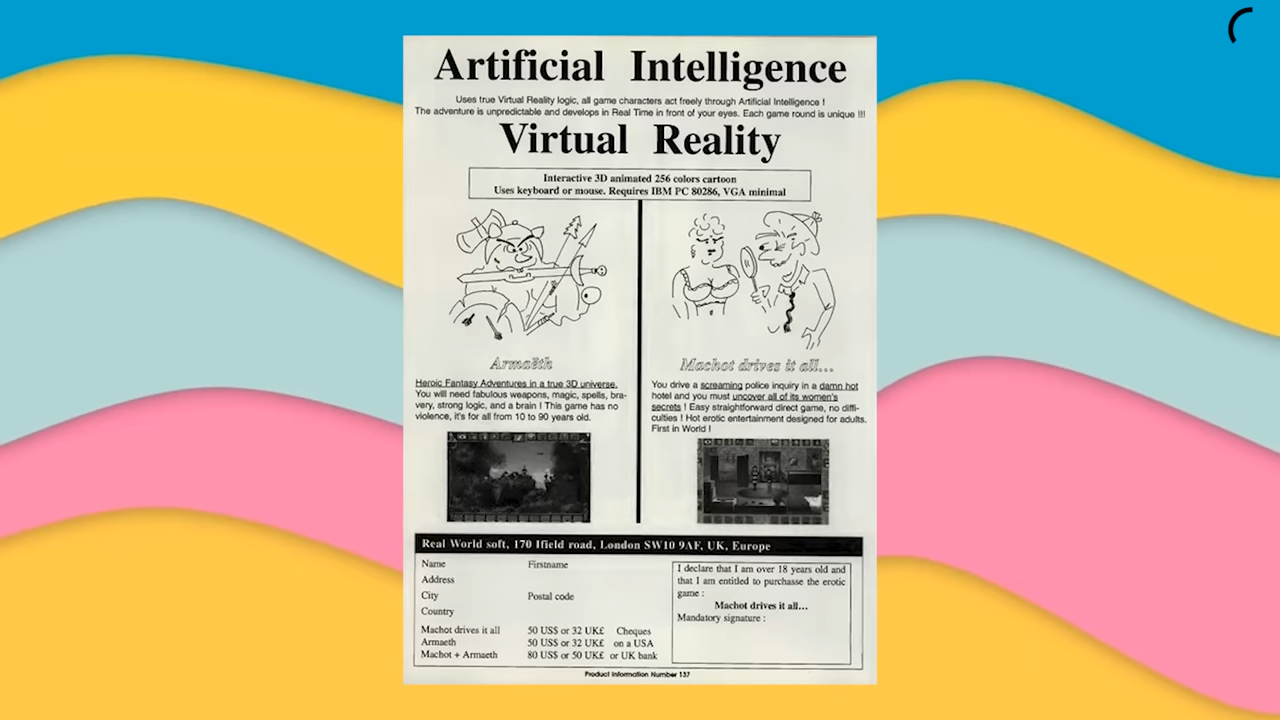 Artificial Intelligence
Uses true Virtual Reality logic, all game characters act freely through Artificial Intelligence !
The adventure is unpredictable and develops in Real Time in front of your eyes. Each game round is unique !!!
Virtual Reality
Interactive 3D animated 256 colors cartoon
Uses keyboard or mouse. Requires IBM PC 80286, VGA minimal
Armaëth
Heroic Fantasy Adventures in a true 3D universe.
You will need fabulous weapons, magic, spells, bra-
very, strong logic, and a brain ! This game has no
violence, it's for all from 10 to 90 years old.
Machot drives it all...
You drive a screaming police inquiry in a damn hot
hotel and you must uncover all of its women's
secrets ! Easy straightforward direct game, no diffi-
culties ! Hot erotic entertainment designed for adults.
First in World !
Real World soft, 170 Ifield road, London SW10 9AF, UK, Europe
Name Firstname
Address
City Postal code
Country
Machot drives it all 50 US$ or 32 UK£ Cheques
Armaeth 50 US$ or 32 UK£ on a USA
Machot + Armaeth 80 US$ or 50 UK£ or UK bank
I declare that I am over 18 years old and
that I am entitled to purchasse the erotic
game :
Machot drives it all...
Mandatory signature :
Product Information Number 137